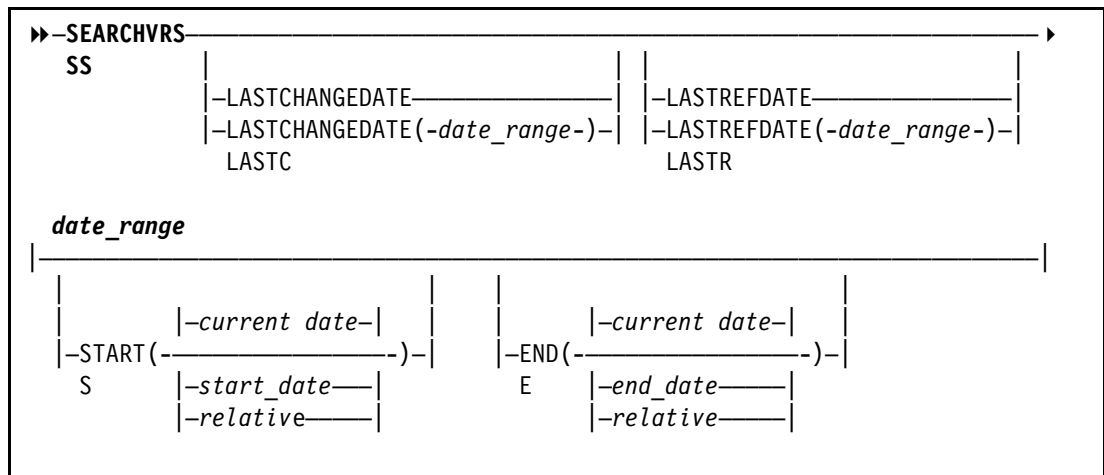 SEARCHVRS
SS
LASTCHANGEDATE LASTREFDATE
LASTCHANGEDATE(-date_range-) LASTREFDATE(-date_range-)
LASTC LASTR
date_range
current date current date
START(- -) END(- -)
S start_date E end_date
relative relative